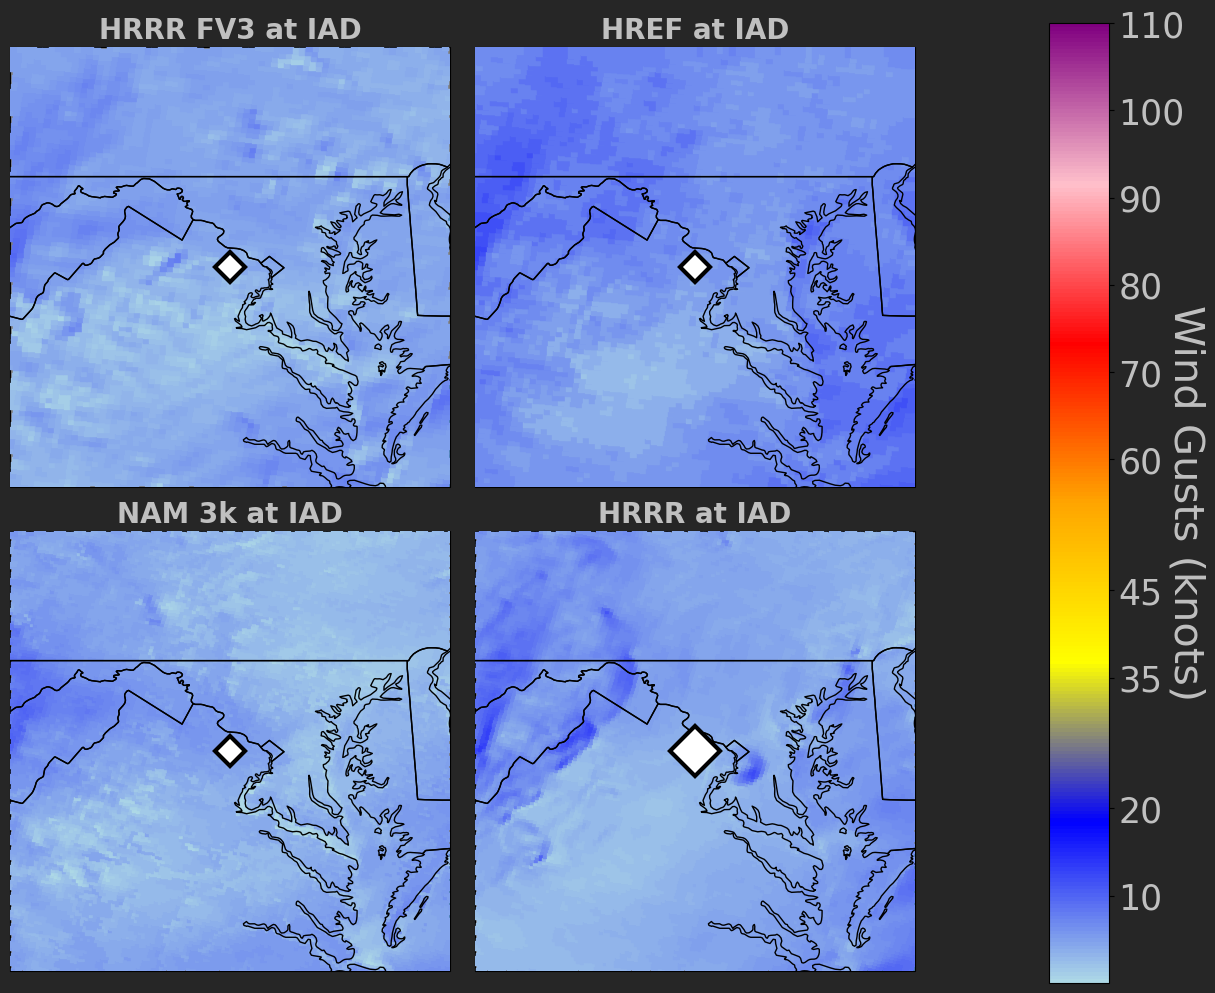 HRRR FV3 at IAD
HREF at IAD
NAM 3k at IAD
HRRR at IAD
110
100
90
80
70
60
45
35
20
10
Wind Gusts (knots)